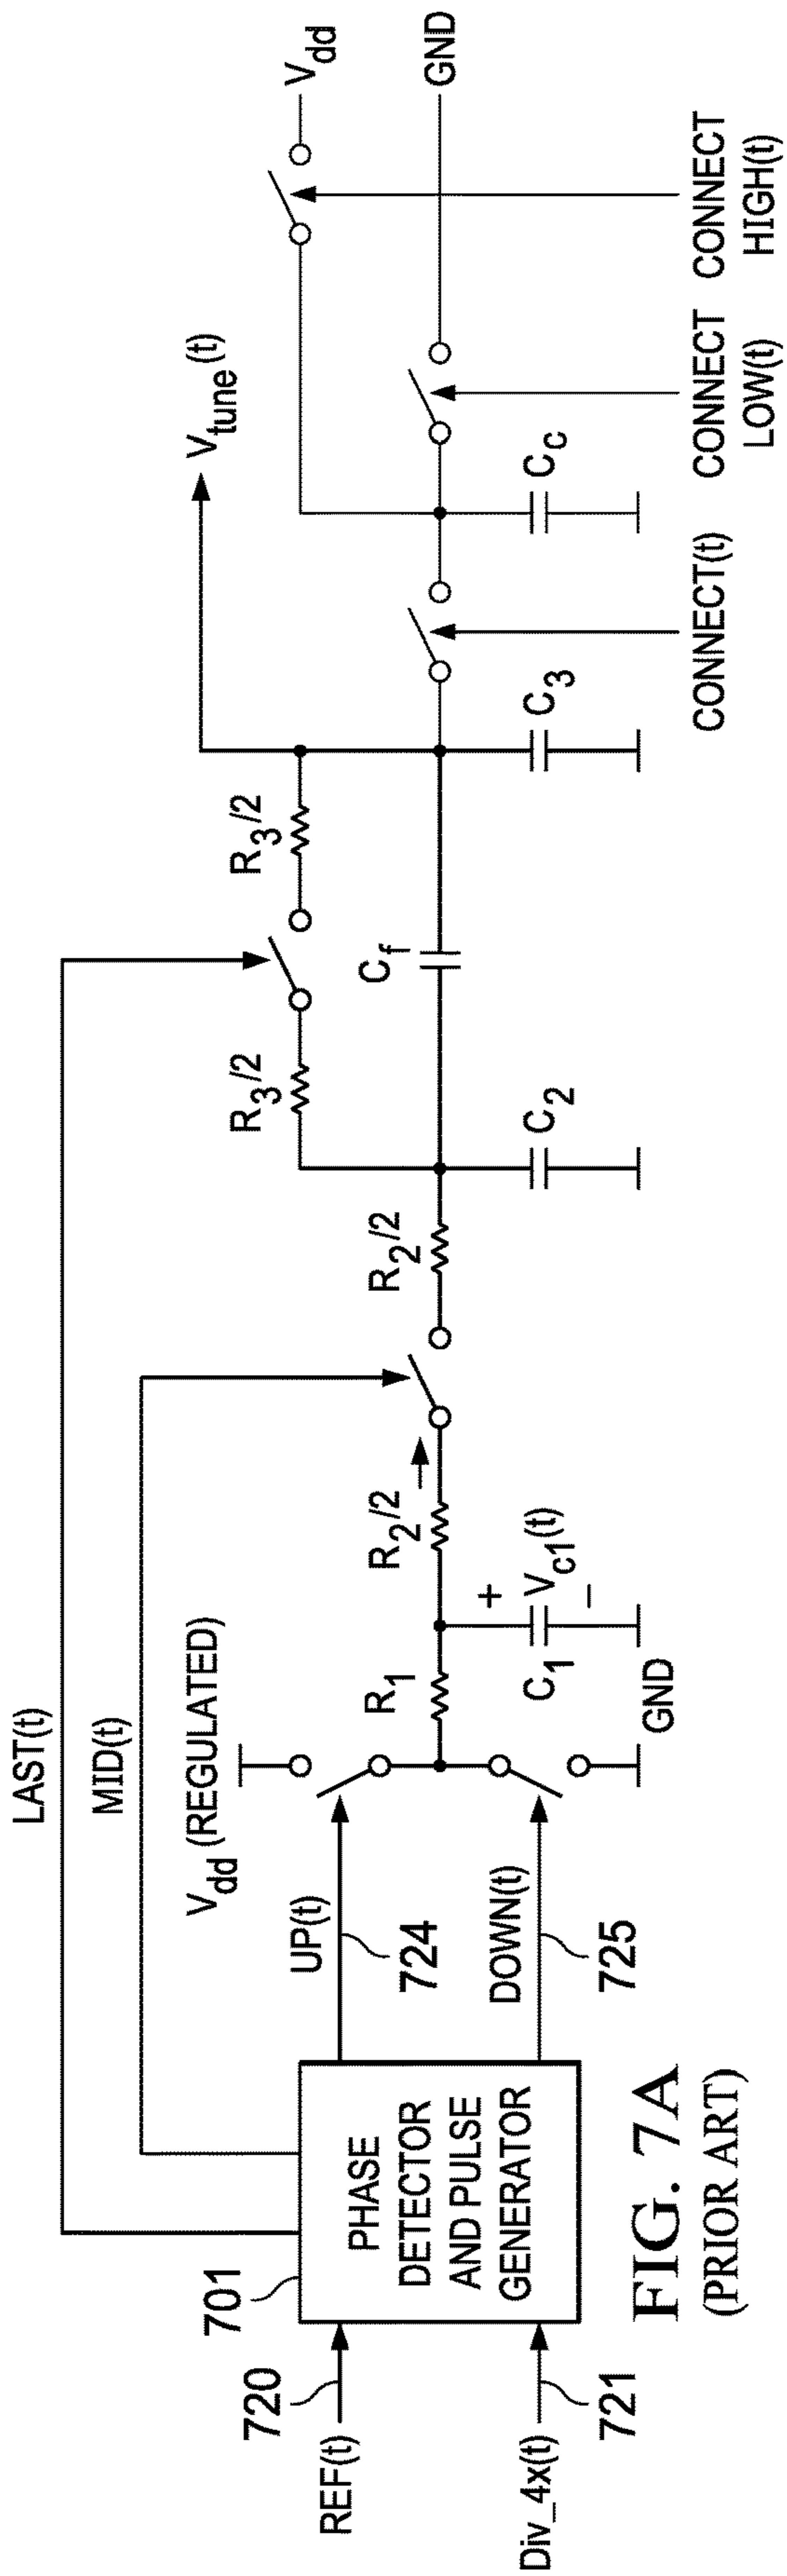 LAST(t)
MID(t)
V_dd (REGULATED)
V_tune (t)
V_dd
GND
REF(t)
720
701
PHASE
DETECTOR
AND PULSE
GENERATOR
Div_4x(t)
721
UP(t)
724
DOWN(t)
725
R_1
C_1
+
V_c1(t)
–
GND
R_2/2
R_2/2
C_2
R_3/2
R_3/2
C_f
C_3
C_c
CONNECT(t)
CONNECT
LOW(t)
CONNECT
HIGH(t)
FIG. 7A
(PRIOR ART)